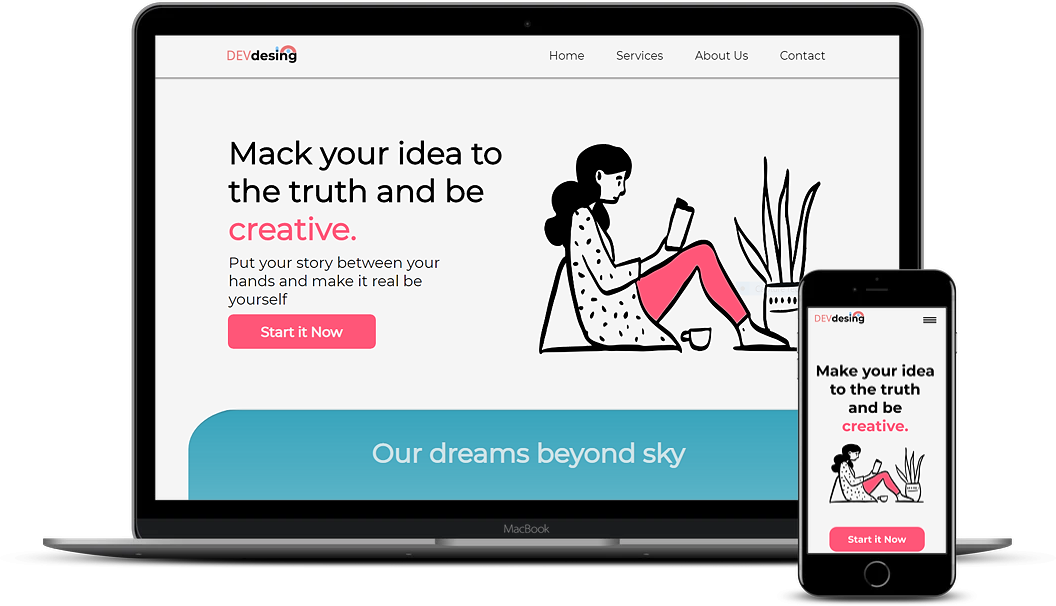 DEVdesing
Home Services About Us Contact
Mack your idea to
the truth and be
creative.
Put your story between your
hands and make it real be
yourself
Start it Now
Our dreams beyond sky
MacBook
DEVdesing
Make your idea
to the truth
and be
creative.
Start it Now